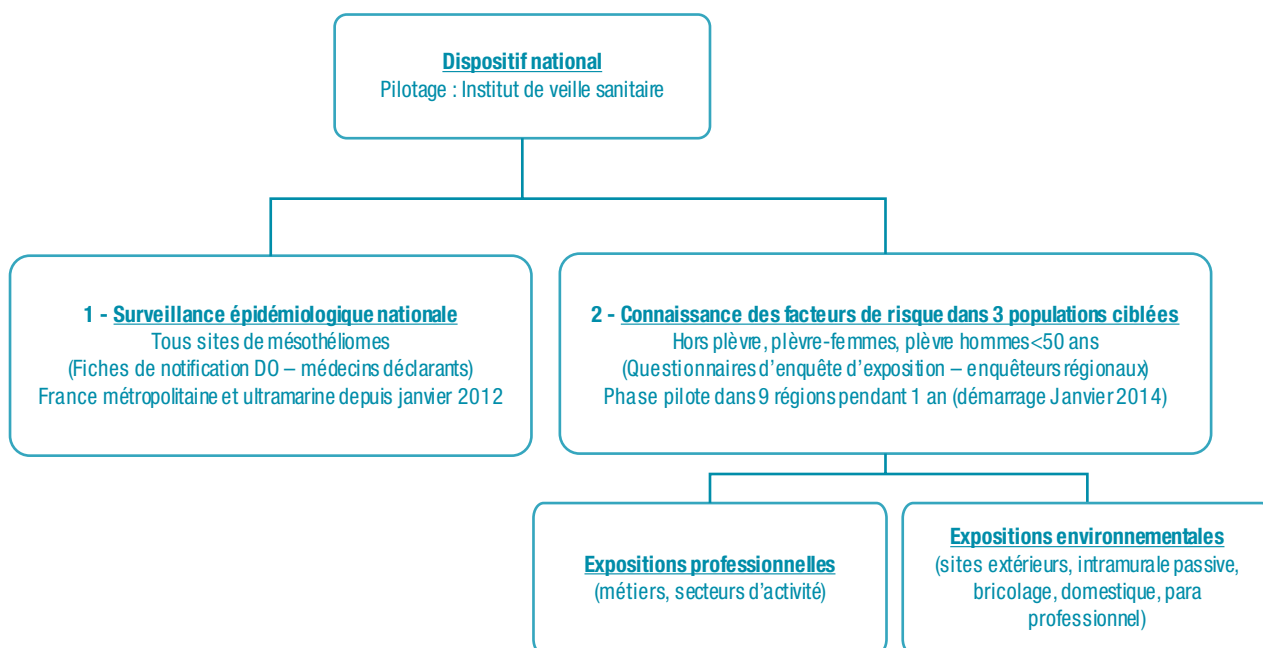 Dispositif national
Pilotage : Institut de veille sanitaire
1 - Surveillance épidémiologique nationale
Tous sites de mésothéliomes
(Fiches de notification DO – médecins déclarants)
France métropolitaine et ultramarine depuis janvier 2012
2 - Connaissance des facteurs de risque dans 3 populations ciblées
Hors plèvre, plèvre-femmes, plèvre hommes<50 ans
(Questionnaires d'enquête d'exposition – enquêteurs régionaux)
Phase pilote dans 9 régions pendant 1 an (démarrage Janvier 2014)
Expositions professionnelles
(métiers, secteurs d'activité)
Expositions environnementales
(sites extérieurs, intramurale passive,
bricolage, domestique, para
professionnel)